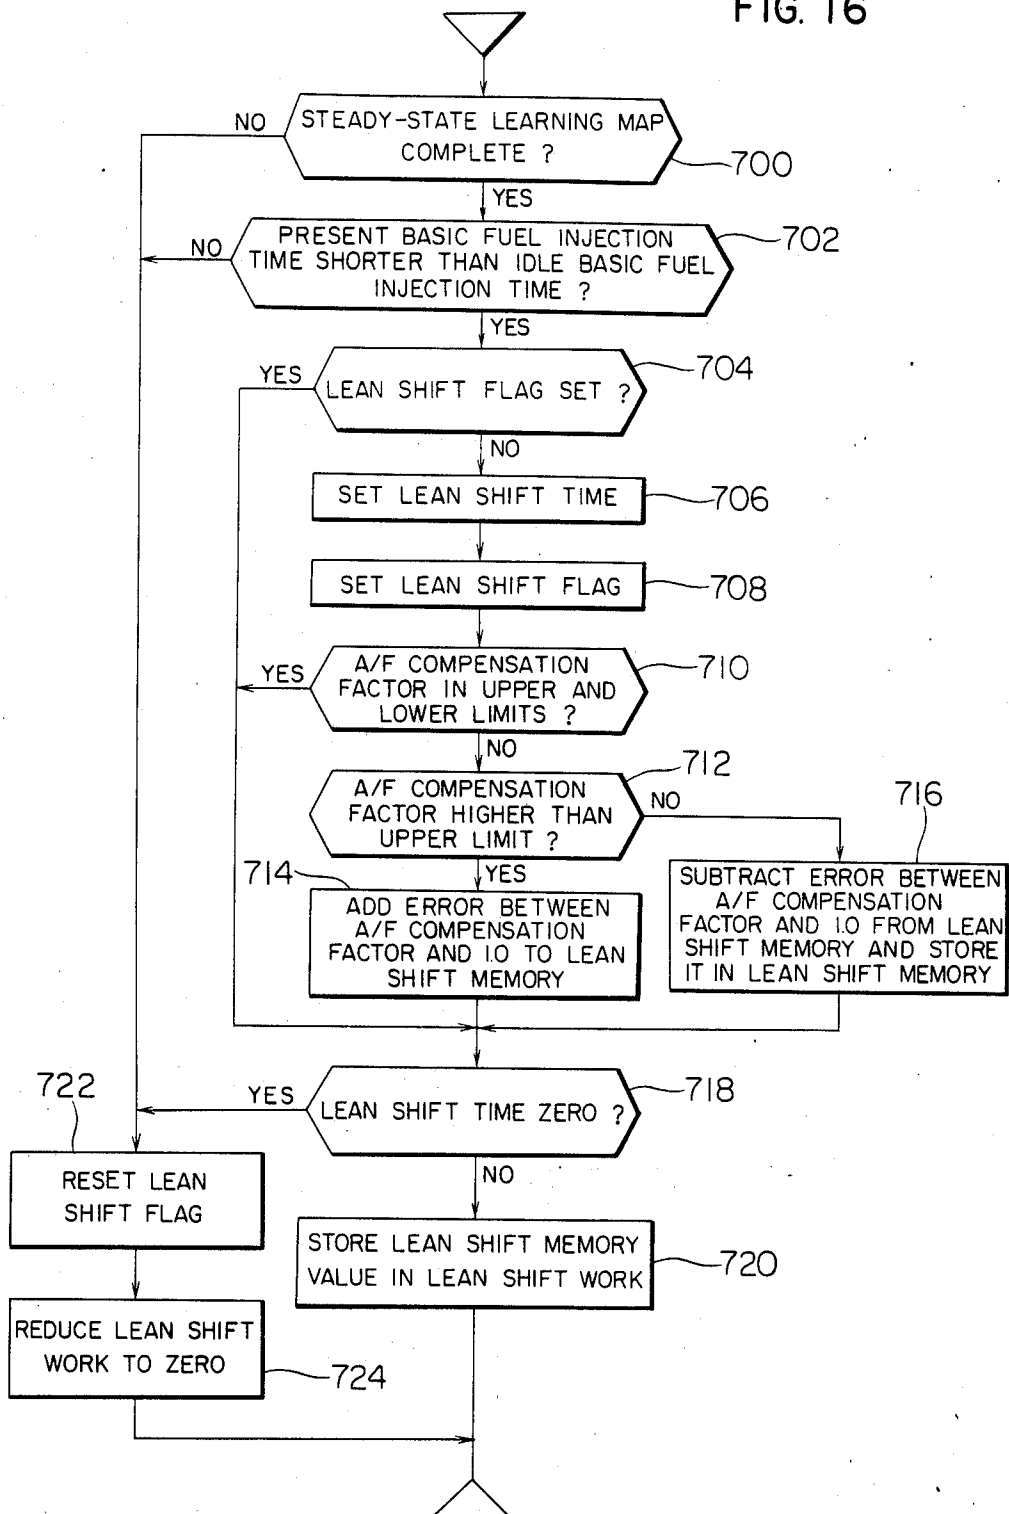 FIG. 16
STEADY-STATE LEARNING MAP
COMPLETE ?
NO
700
YES
PRESENT BASIC FUEL INJECTION
TIME SHORTER THAN IDLE BASIC FUEL
INJECTION TIME ?
702
NO
YES
LEAN SHIFT FLAG SET ?
704
YES
NO
SET LEAN SHIFT TIME
706
SET LEAN SHIFT FLAG
708
A/F COMPENSATION
FACTOR IN UPPER AND
LOWER LIMITS ?
710
YES
NO
A/F COMPENSATION
FACTOR HIGHER THAN
UPPER LIMIT ?
712
NO
YES
714
ADD ERROR BETWEEN
A/F COMPENSATION
FACTOR AND 1.0 TO LEAN
SHIFT MEMORY
716
SUBTRACT ERROR BETWEEN
A/F COMPENSATION
FACTOR AND 1.0 FROM LEAN
SHIFT MEMORY AND STORE
IT IN LEAN SHIFT MEMORY
LEAN SHIFT TIME ZERO ?
718
YES
NO
722
RESET LEAN
SHIFT FLAG
STORE LEAN SHIFT MEMORY
VALUE IN LEAN SHIFT WORK
720
REDUCE LEAN SHIFT
WORK TO ZERO
724